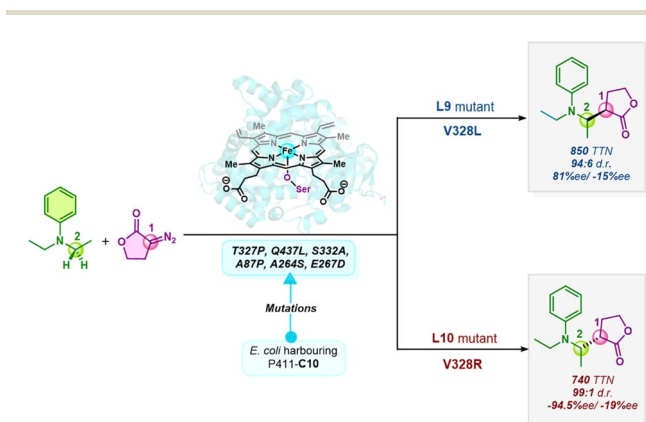 N
2
H H
+
O
O
1
N₂
Me
Me
Me
Me
N
N
N
N
Fe
O
Ser
O
⊖
O
O
⊖
O
T327P, Q437L, S332A,
A87P, A264S, E267D
Mutations
E. coli harbouring
P411-C10
L9 mutant
V328L
N
2
1
O
O
850 TTN
94:6 d.r.
81%ee/ -15%ee
L10 mutant
V328R
N
2
1
O
O
740 TTN
99:1 d.r.
-94.5%ee/ -19%ee